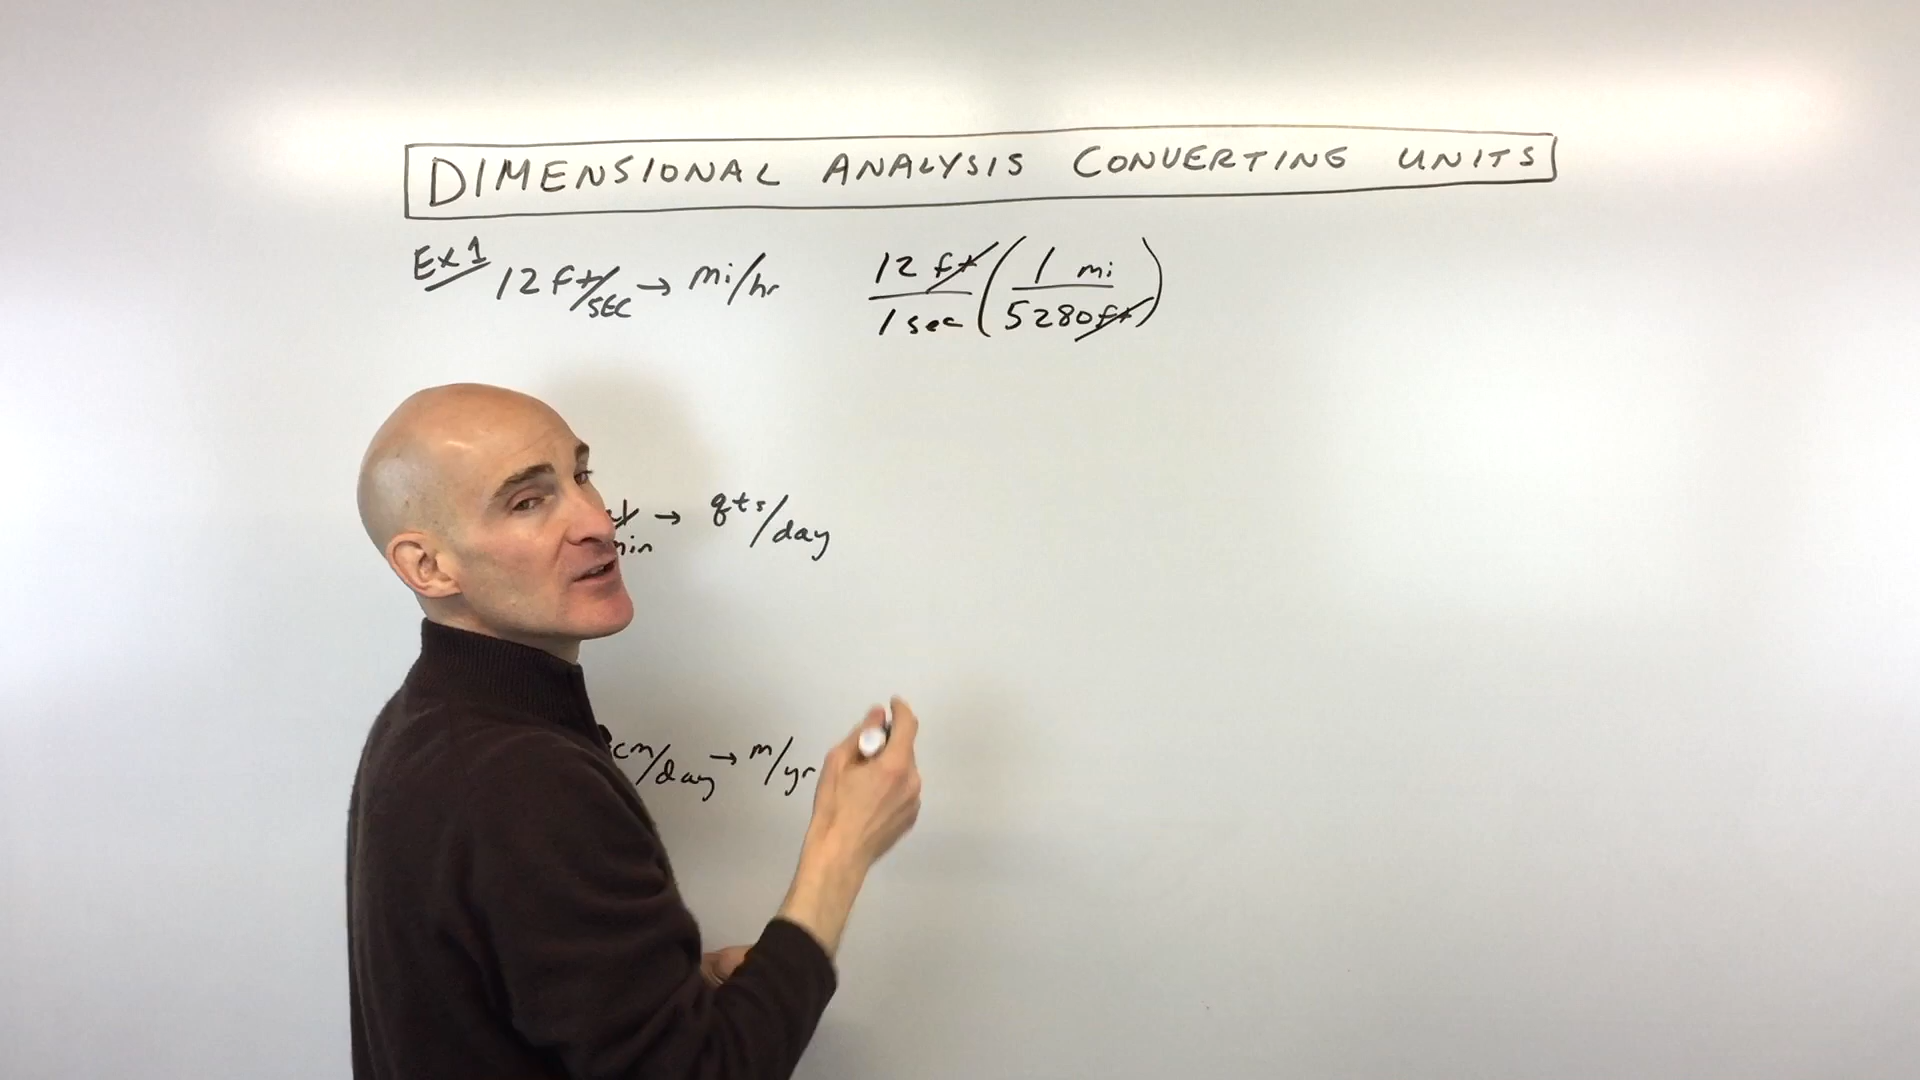 DIMENSIONAL ANALYSIS CONVERTING UNITS
Ex 1 12 ft/sec → mi/hr
12 ft/1 sec (1 mi/5280 ft)
→ qts/day
cm/day → m/yr